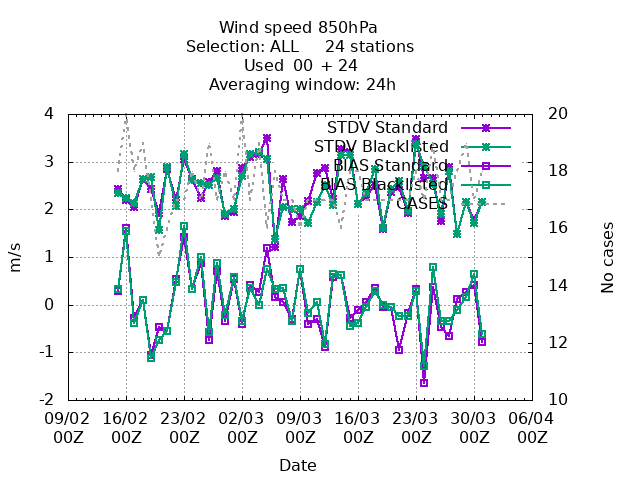 Wind speed 850hPa
Selection: ALL 24 stations
Used 00 + 24
Averaging window: 24h
STDV Standard
STDV Blacklisted
BIAS Standard
BIAS Blacklisted
CASES
4
3
2
1
0
-1
-2
m/s
20
18
16
14
12
10
No cases
09/02 16/02 23/02 02/03 09/03 16/03 23/03 30/03 06/04
00Z 00Z 00Z 00Z 00Z 00Z 00Z 00Z 00Z
Date